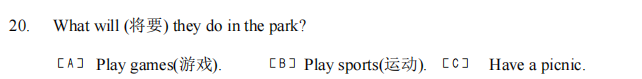 20. What will (将要) they do in the park?
[A] Play games(游戏). [B] Play sports(运动). [C] Have a picnic.